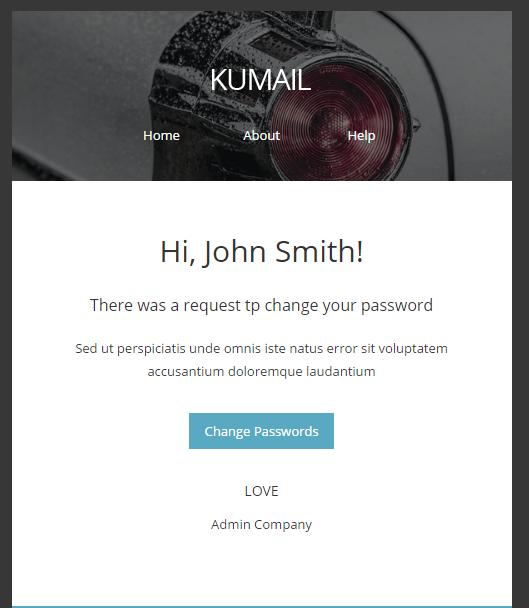 KUMAIL
Home About Help
Hi, John Smith!
There was a request tp change your password
Sed ut perspiciatis unde omnis iste natus error sit voluptatem
accusantium doloremque laudantium
Change Passwords
LOVE
Admin Company